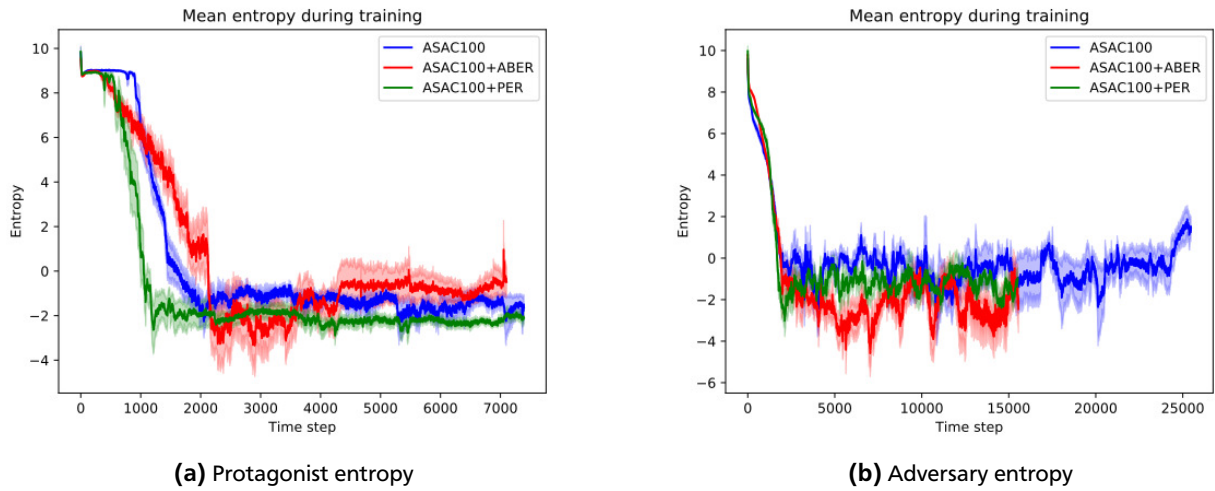 Mean entropy during training
10
8
6
4
2
0
−2
−4
Entropy
0 1000 2000 3000 4000 5000 6000 7000
Time step
ASAC100
ASAC100+ABER
ASAC100+PER
(a) Protagonist entropy
Mean entropy during training
10
8
6
4
2
0
−2
−4
−6
Entropy
0 5000 10000 15000 20000 25000
Time step
ASAC100
ASAC100+ABER
ASAC100+PER
(b) Adversary entropy